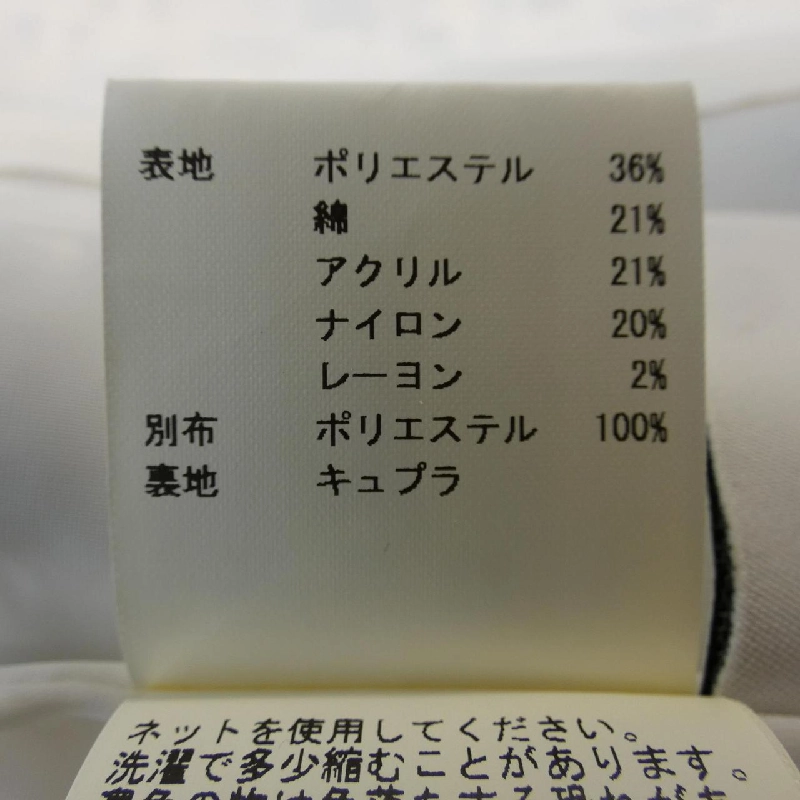 表地 ポリエステル 36%
綿 21%
アクリル 21%
ナイロン 20%
レーヨン 2%
別布 ポリエステル 100%
裏地 キュプラ
ネットを使用してください。
洗濯で多少縮むことがあります。